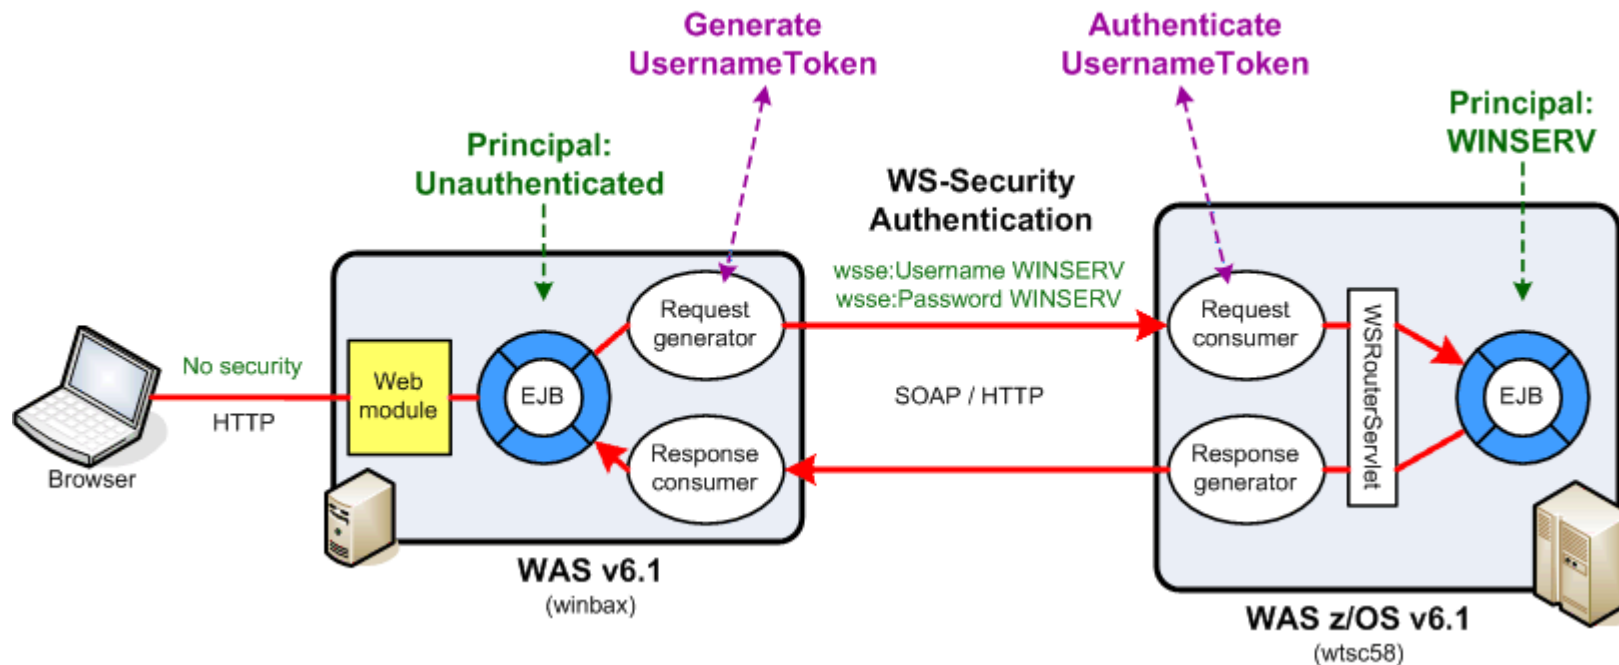 Generate
UsernameToken
Authenticate
UsernameToken
Principal:
WINSERV
Principal:
Unauthenticated
WS-Security
Authentication
wsse:Username WINSERV
wsse:Password WINSERV
Request
generator
Request
consumer
WSRouterServlet
No security
HTTP
Web
module
EJB
SOAP / HTTP
EJB
Browser
Response
consumer
Response
generator
WAS v6.1
(winbax)
WAS z/OS v6.1
(wtsc58)